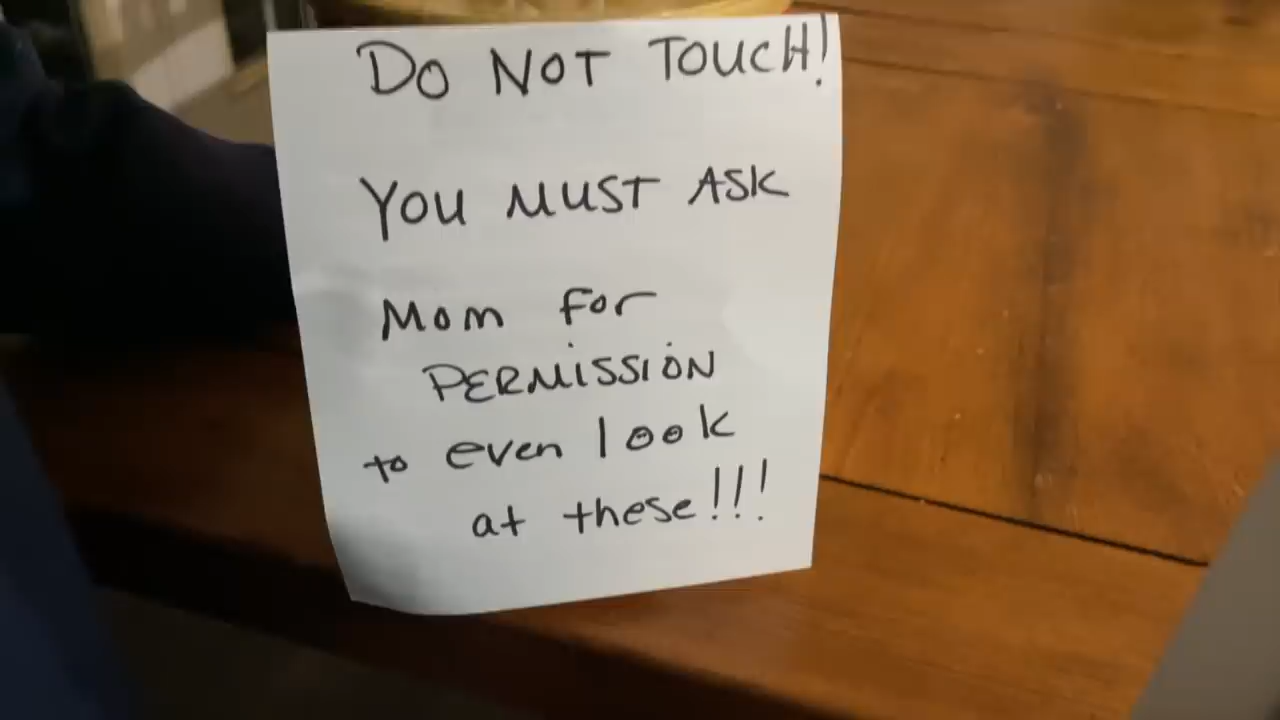 DO NOT TOUCH!
YOU MUST ASK
Mom for
PERMISSION
to even look
at these!!!